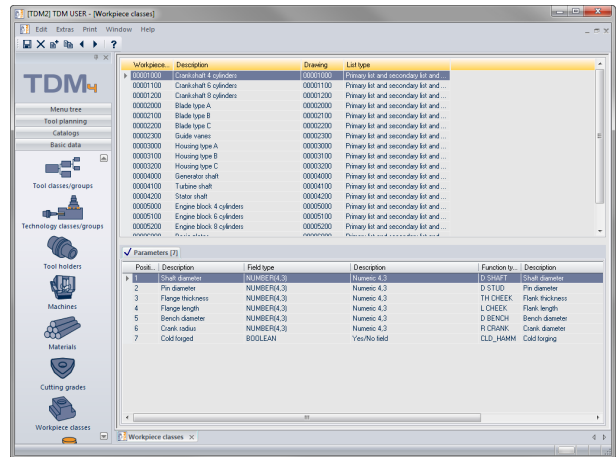 [TDM2] TDM USER - [Workpiece classes]
Edit Extras Print Window Help
TDM4
Menu tree
Tool planning
Catalogs
Basic data
Tool classes/groups
Technology classes/groups
Tool holders
Machines
Materials
Cutting grades
Workpiece classes
Workpiece... Description Drawing List type
00001000 Crankshaft 4 cylinders 00001000 Primary list and secondary list and ...
00001100 Crankshaft 6 cylinders 00001100 Primary list and secondary list and ...
00001200 Crankshaft 8 cylinders 00001200 Primary list and secondary list and ...
00002000 Blade type A 00002000 Primary list and secondary list and ...
00002100 Blade type B 00002100 Primary list and secondary list and ...
00002200 Blade type C 00002200 Primary list and secondary list and ...
00002300 Guide vanes 00002300 Primary list and secondary list and ...
00003000 Housing type A 00003000 Primary list and secondary list and ...
00003100 Housing type B 00003100 Primary list and secondary list and ...
00003200 Housing type C 00003200 Primary list and secondary list and ...
00004000 Generator shaft 00004000 Primary list and secondary list and ...
00004100 Turbine shaft 00004100 Primary list and secondary list and ...
00004200 Stator shaft 00004200 Primary list and secondary list and ...
00005000 Engine block 4 cylinders 00005000 Primary list and secondary list and ...
00005100 Engine block 6 cylinders 00005100 Primary list and secondary list and ...
00005200 Engine block 8 cylinders 00005200 Primary list and secondary list and ...
Parameters [7]
Positi... Description Field type Description Function ty... Description
1 Shaft diameter NUMBER(4,3) Numeric 4,3 D SHAFT Shaft diameter
2 Pin diameter NUMBER(4,3) Numeric 4,3 D STUD Pin diameter
3 Flange thickness NUMBER(4,3) Numeric 4,3 TH CHEEK Flank thickness
4 Flange length NUMBER(4,3) Numeric 4,3 L CHEEK Flank length
5 Bench diameter NUMBER(4,3) Numeric 4,3 D BENCH Bench diameter
6 Crank radius NUMBER(4,3) Numeric 4,3 R CRANK Crank diameter
7 Cold forged BOOLEAN Yes/No field CLD_HAMM Cold forging
Workpiece classes